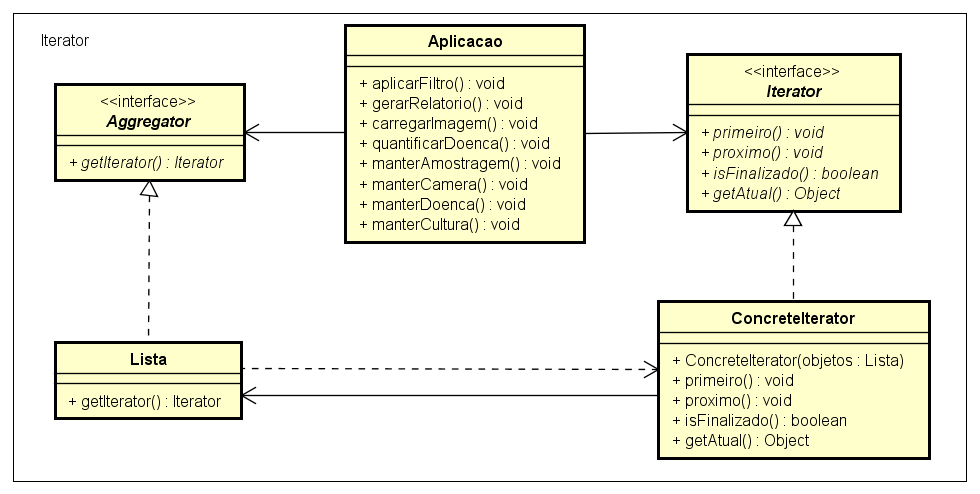 Iterator
<<interface>>
Aggregator
+ getIterator() : Iterator
Aplicacao
+ aplicarFiltro() : void
+ gerarRelatorio() : void
+ carregarImagem() : void
+ quantificarDoenca() : void
+ manterAmostragem() : void
+ manterCamera() : void
+ manterDoenca() : void
+ manterCultura() : void
<<interface>>
Iterator
+ primeiro() : void
+ proximo() : void
+ isFinalizado() : boolean
+ getAtual() : Object
Lista
+ getIterator() : Iterator
ConcreteIterator
+ ConcreteIterator(objetos : Lista)
+ primeiro() : void
+ proximo() : void
+ isFinalizado() : boolean
+ getAtual() : Object